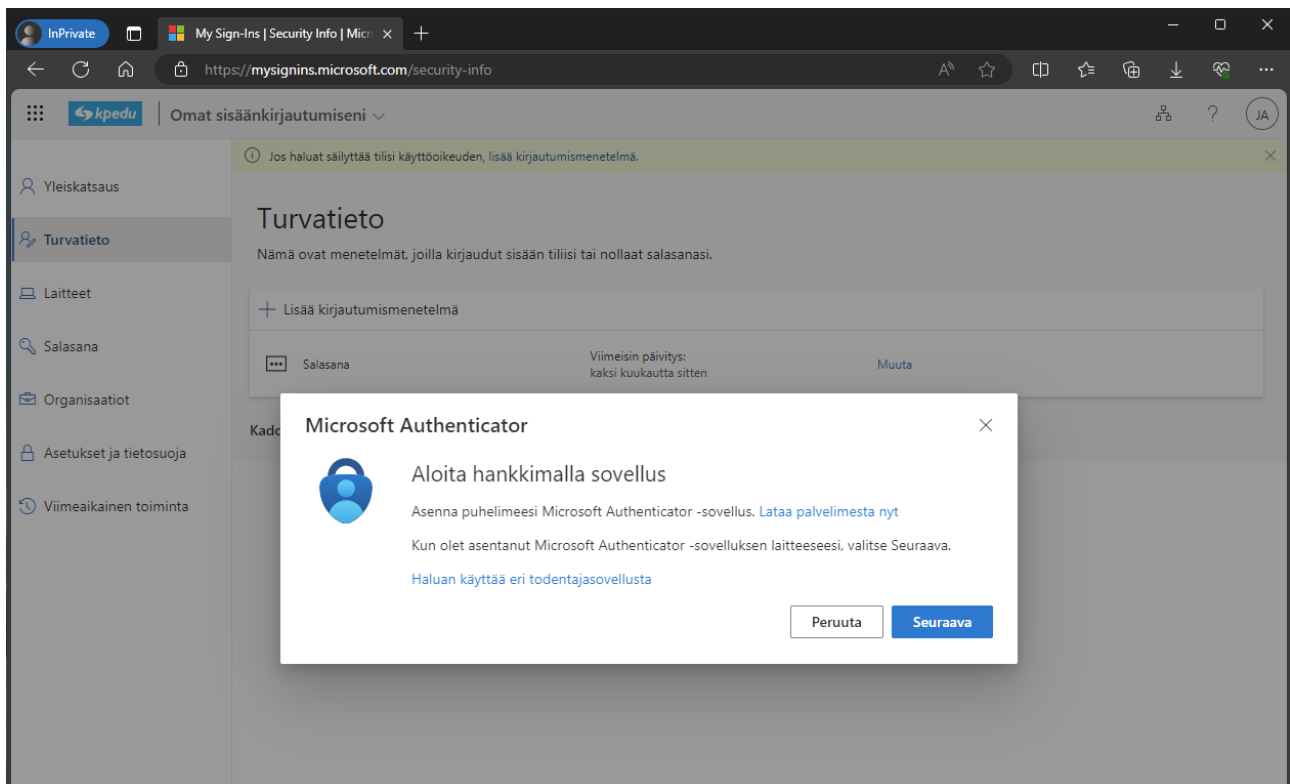 InPrivate
My Sign-Ins | Security Info | Micr
https://mysignins.microsoft.com/security-info
kpedu
Omat sisäänkirjautumiseni
JA
Jos haluat säilyttää tilisi käyttöoikeuden, lisää kirjautumismenetelmä.
Yleiskatsaus
Turvatieto
Laitteet
Salasana
Organisaatiot
Asetukset ja tietosuoja
Viimeaikainen toiminta
Turvatieto
Nämä ovat menetelmät, joilla kirjaudut sisään tiliisi tai nollaat salasanasi.
Lisää kirjautumismenetelmä
Salasana
Viimeisin päivitys:
kaksi kuukautta sitten
Muuta
Kado
Microsoft Authenticator
Aloita hankkimalla sovellus
Asenna puhelimeesi Microsoft Authenticator -sovellus. Lataa palvelimesta nyt
Kun olet asentanut Microsoft Authenticator -sovelluksen laitteeseesi, valitse Seuraava.
Haluan käyttää eri todentajasovellusta
Peruuta
Seuraava